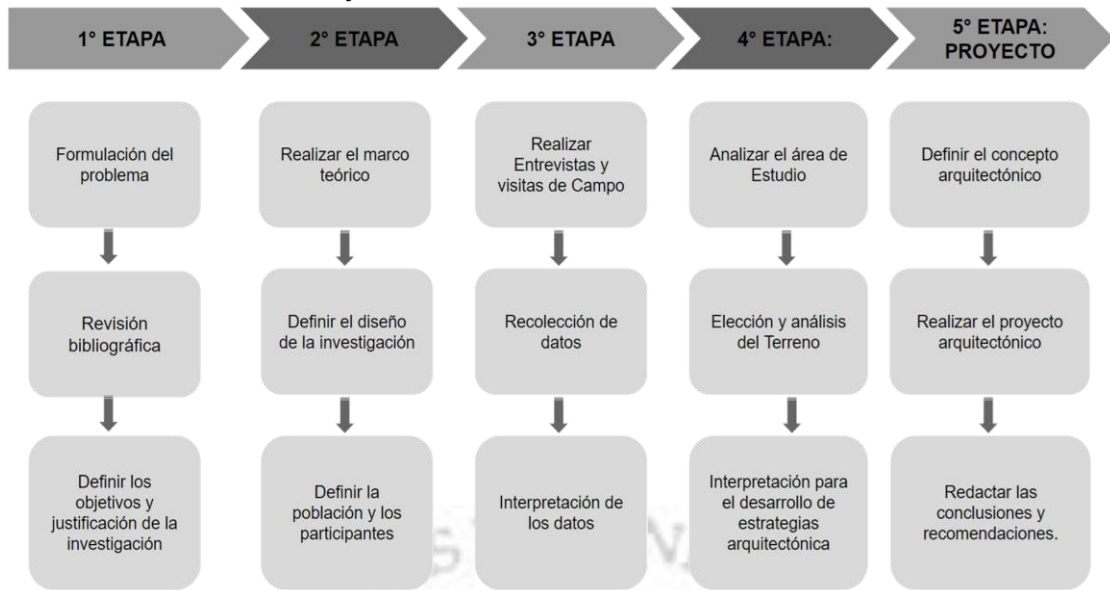 1° ETAPA
2° ETAPA
3° ETAPA
4° ETAPA:
5° ETAPA:
PROYECTO
Formulación del
problema
Revisión
bibliográfica
Definir los
objetivos y
justificación de la
investigación
Realizar el marco
teórico
Definir el diseño
de la investigación
Definir la
población y los
participantes
Realizar
Entrevistas y
visitas de Campo
Recolección de
datos
Interpretación de
los datos
Analizar el área de
Estudio
Elección y análisis
del Terreno
Interpretación para
el desarrollo de
estrategias
arquitectónica
Definir el concepto
arquitectónico
Realizar el proyecto
arquitectónico
Redactar las
conclusiones y
recomendaciones.